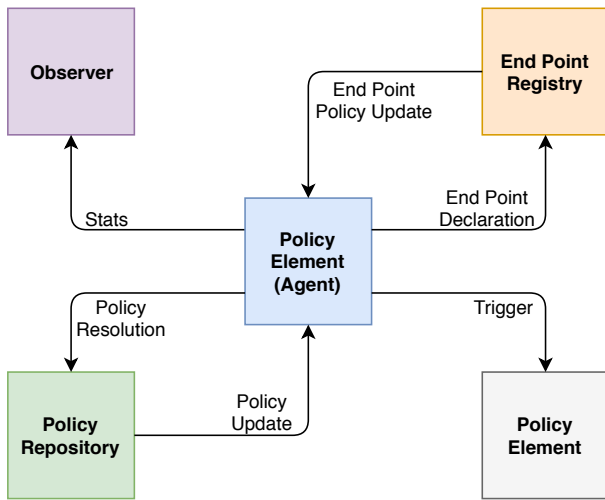 Observer
End Point
Registry
End Point
Policy Update
Stats
End Point
Declaration
Policy
Element
(Agent)
Policy
Resolution
Trigger
Policy
Repository
Policy
Update
Policy
Element